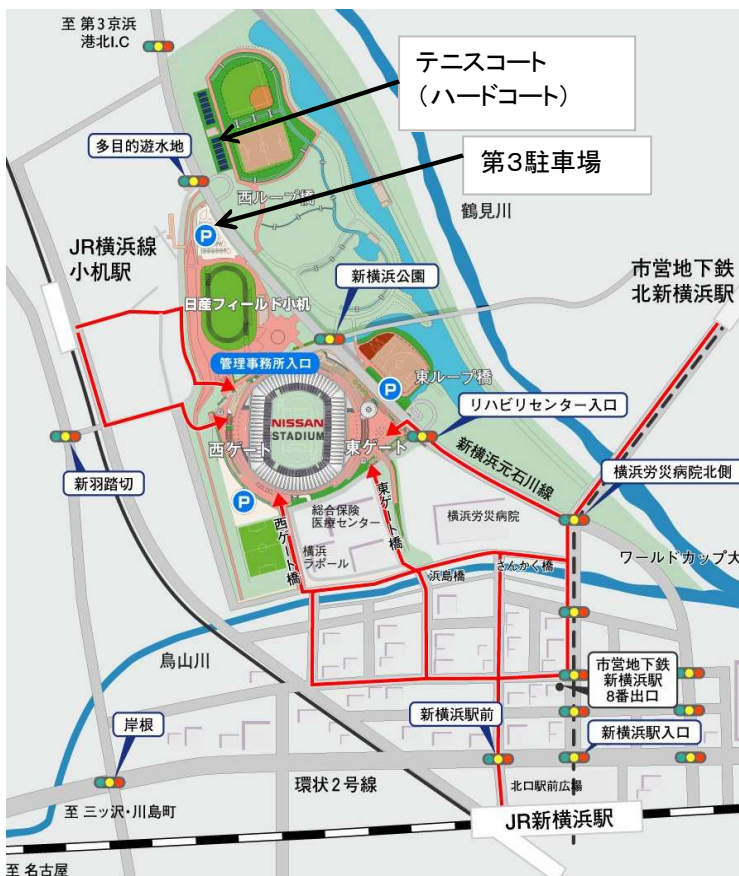 至 第3京浜
港北I.C
テニスコート
(ハードコート)
多目的遊水地
第3駐車場
西ループ橋
鶴見川
P
JR横浜線
小机駅
市営地下鉄
北新横浜駅
新横浜公園
日産フィールド小机
管理事務所入口
P
東ループ橋
リハビリセンター入口
NISSAN
STADIUM
西ゲート
東ゲート
新横浜元石川線
新羽踏切
横浜労災病院北側
P
総合保険
医療センター
横浜労災病院
西ゲート橋
東ゲート橋
横浜
ラポール
浜鳥橋
さんかく橋
ワールドカップ大
鳥山川
市営地下鉄
新横浜駅
8番出口
岸根
新横浜駅前
新横浜駅入口
環状2号線
北口駅前広場
至 三ッ沢・川島町
JR新横浜駅
至 名古屋